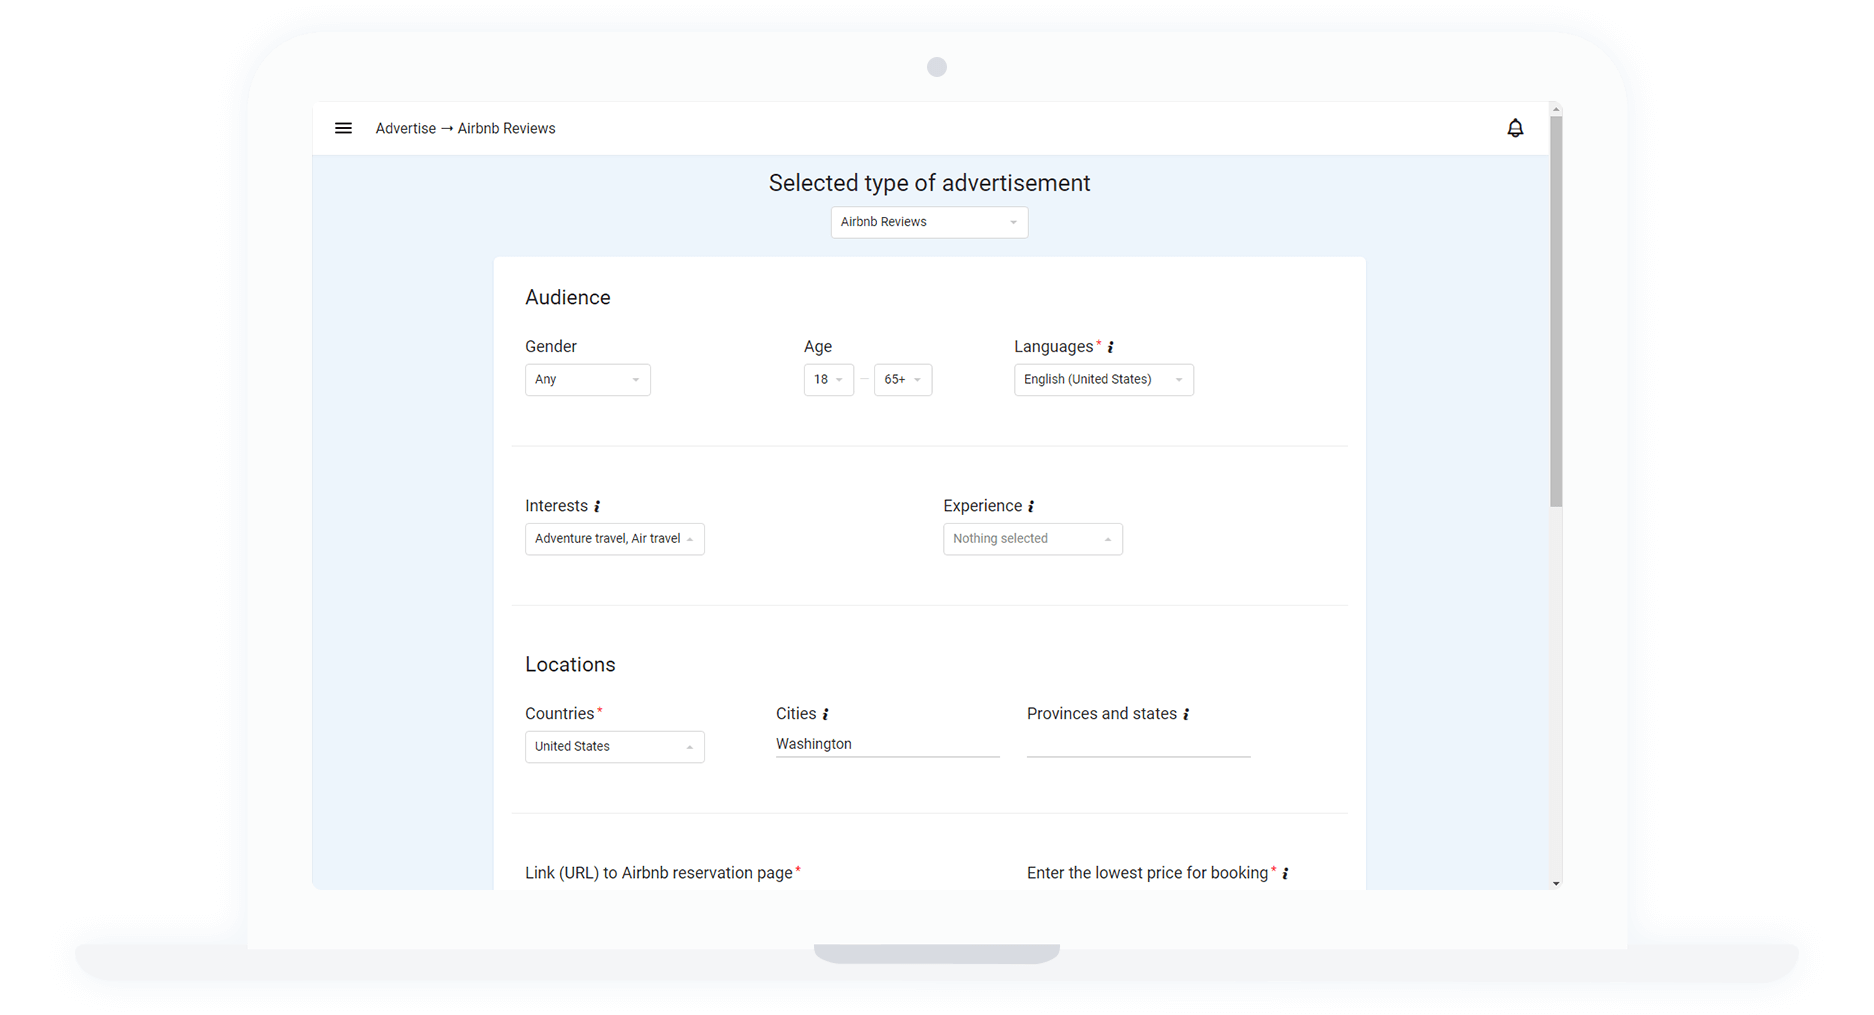 Advertise → Airbnb Reviews
Selected type of advertisement
Airbnb Reviews
Audience
Gender Age Languages* i
Any 18 – 65+ English (United States)
Interests i Experience i
Adventure travel, Air travel Nothing selected
Locations
Countries* Cities i Provinces and states i
United States Washington
Link (URL) to Airbnb reservation page* Enter the lowest price for booking* i